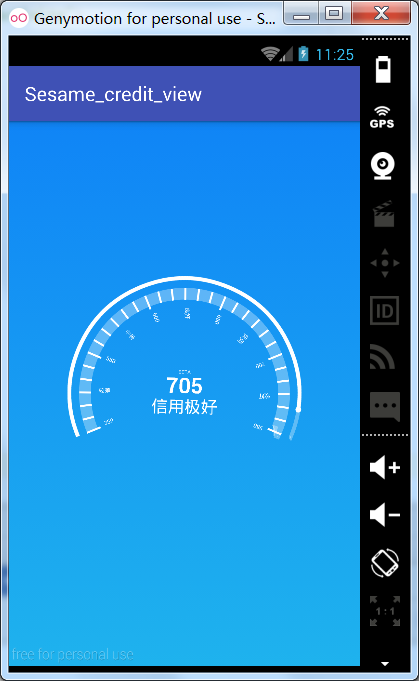 Genymotion for personal use - S...
11:25
Sesame_credit_view
GPS
ID
BETA
705
信用极好
1:1
free for personal use